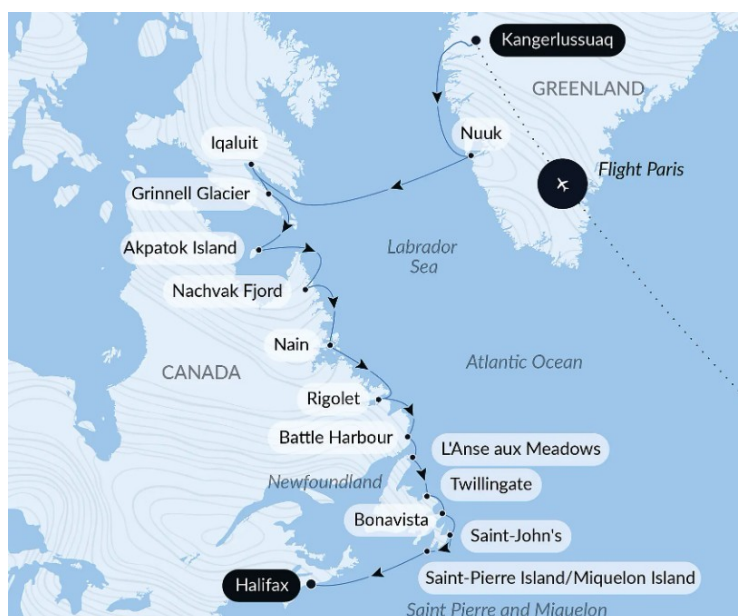 Kangerlussuaq
GREENLAND
Nuuk
Iqaluit
Flight Paris
Grinnell Glacier
Akpatok Island
Labrador
Sea
Nachvak Fjord
Nain
Atlantic Ocean
CANADA
Rigolet
Battle Harbour
L'Anse aux Meadows
Newfoundland
Twillingate
Bonavista
Saint-John's
Saint-Pierre Island/Miquelon Island
Halifax
Saint Pierre and Miquelon